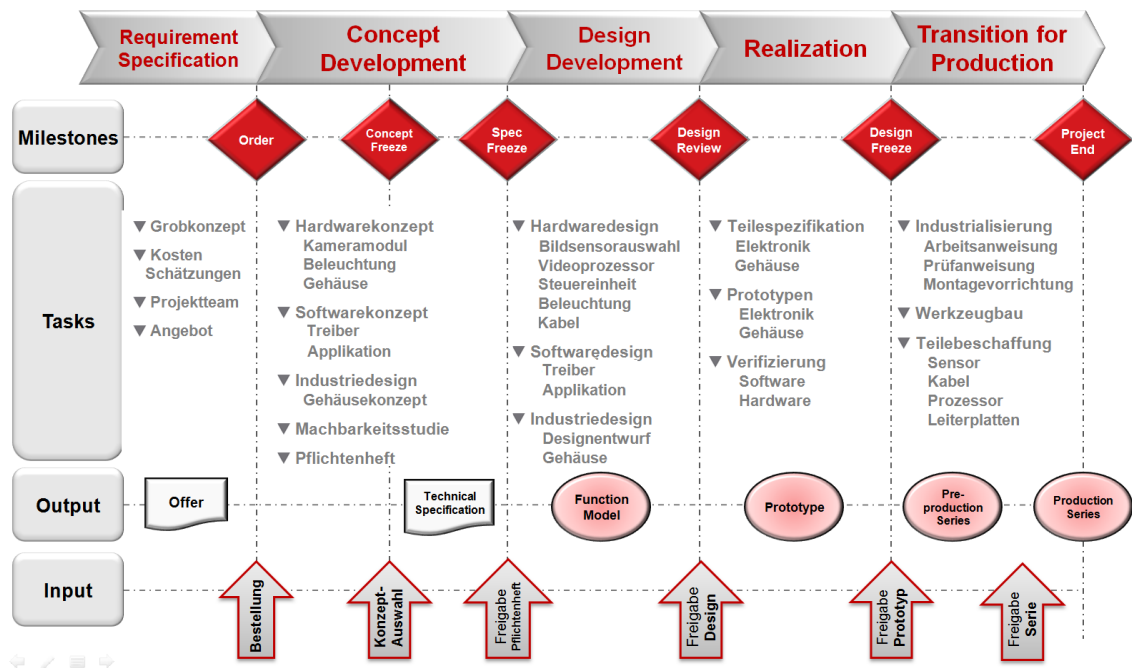 Requirement
Specification
Concept
Development
Design
Development
Realization
Transition for
Production
Milestones
Order
Concept
Freeze
Spec
Freeze
Design
Review
Design
Freeze
Project
End
Tasks
▼ Grobkonzept
▼ Kosten
Schätzungen
▼ Projektteam
▼ Angebot
▼ Hardwarekonzept
Kameramodul
Beleuchtung
Gehäuse
▼ Softwarekonzept
Treiber
Applikation
▼ Industriedesign
Gehäusekonzept
▼ Machbarkeitsstudie
▼ Pflichtenheft
▼ Hardwaredesign
Bildsensorauswahl
Videoprozessor
Steuereinheit
Beleuchtung
Kabel
▼ Softwaredesign
Treiber
Applikation
▼ Industriedesign
Designentwurf
Gehäuse
▼ Teilespezifikation
Elektronik
Gehäuse
▼ Prototypen
Elektronik
Gehäuse
▼ Verifizierung
Software
Hardware
▼ Industrialisierung
Arbeitsanweisung
Prüfanweisung
Montagevorrichtung
▼ Werkzeugbau
▼ Teilebeschaffung
Sensor
Kabel
Prozessor
Leiterplatten
Output
Offer
Technical
Specification
Function
Model
Prototype
Pre-
production
Series
Production
Series
Input
Bestellung
Konzept-
Auswahl
Freigabe
Pflichtenheft
Freigabe
Design
Freigabe
Prototyp
Freigabe
Serie